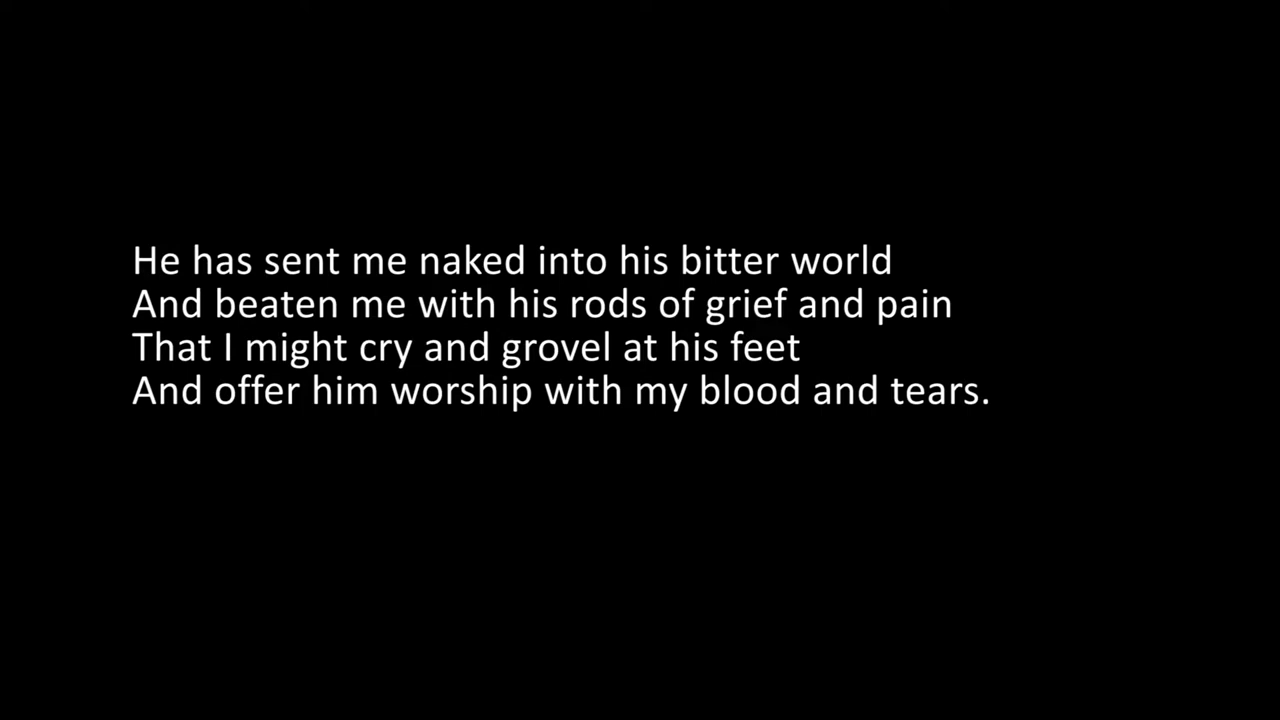 He has sent me naked into his bitter world
And beaten me with his rods of grief and pain
That I might cry and grovel at his feet
And offer him worship with my blood and tears.